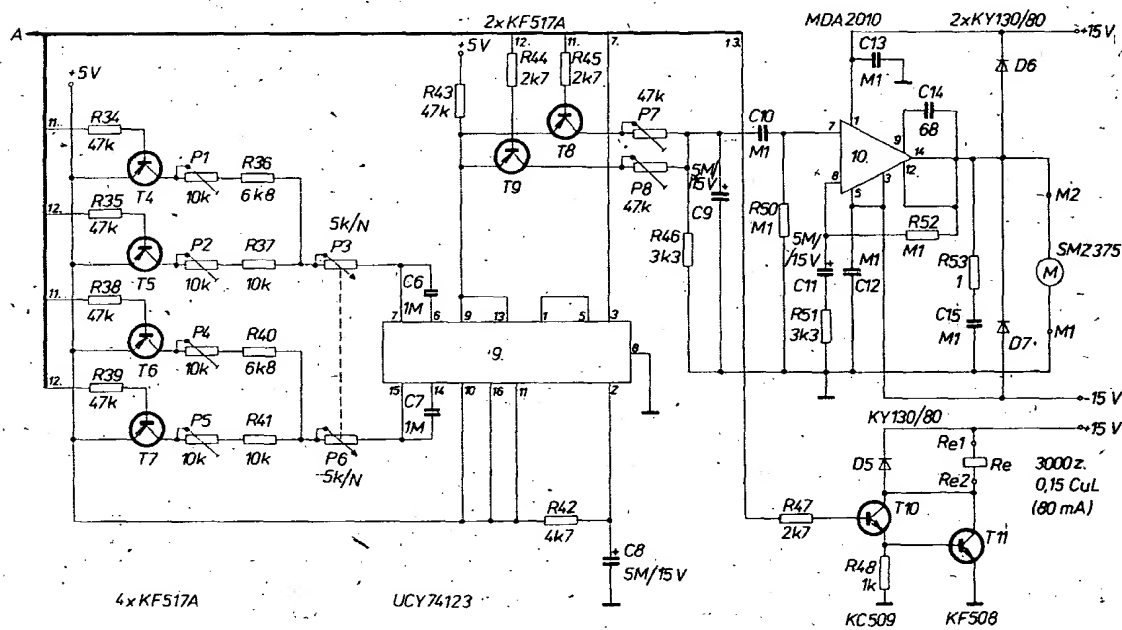 2xKF517A
MDA2010
2xKY130/80
A
+5V
12.
11.
7.
13.
+15V
R44
2k7
R45
2k7
C13
M1
D6
+5V
R43
47k
47k
P7
C10
M1
C14
68
11.
R34
47k
T8
T9
P8
47k
5M/
/15V
C9
7
8
1
9
10.
14
12
3
5
T4
P1
10k
R36
6k8
12.
R35
47k
5k/N
R50
M1
R52
M1
M2
SMZ375
M
T5
P2
10k
R37
10k
P3
R46
3k3
5M/
/15V
C11
M1
C12
R53
1
11.
R38
47k
C6
1M
R51
3k3
C15
M1
D7
M1
7
6
9
13
1
5
3
T6
P4
10k
R40
6k8
9.
8
12.
R39
47k
15
14
10
16
11
2
C7
1M
-15V
KY130/80
+15V
T7
P5
10k
R41
10k
P6
5k/N
D5
Re1
Re
Re2
3000z.
0,15 CuL
(80mA)
R42
4k7
R47
2k7
T10
T11
C8
5M/15V
R48
1k
4xKF517A
UCY74123
KC509
KF508